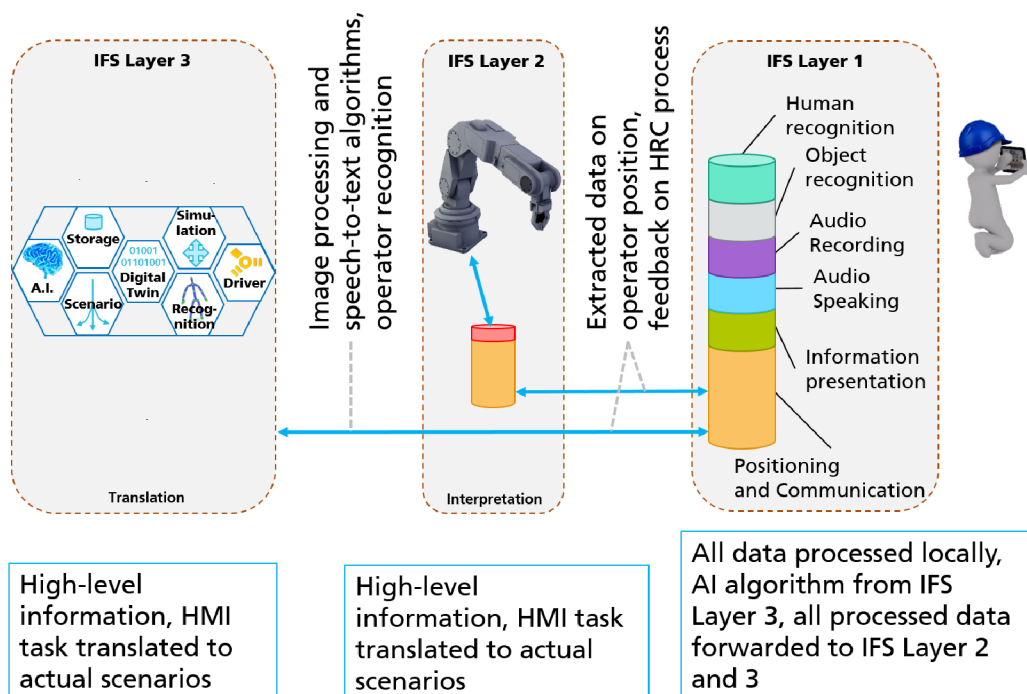 IFS Layer 3
Storage
Simu-
lation
A.I.
01001
01101001
Digital
Twin
Driver
Scenario
Recog-
nition
Translation
Image processing and
speech-to-text algorithms,
operator recognition
IFS Layer 2
Interpretation
Extracted data on
operator position,
feedback on HRC process
IFS Layer 1
Human
recognition
Object
recognition
Audio
Recording
Audio
Speaking
Information
presentation
Positioning
and Communication
High-level
information, HMI
task translated to
actual scenarios
High-level
information, HMI task
translated to actual
scenarios
All data processed locally,
AI algorithm from IFS
Layer 3, all processed data
forwarded to IFS Layer 2
and 3